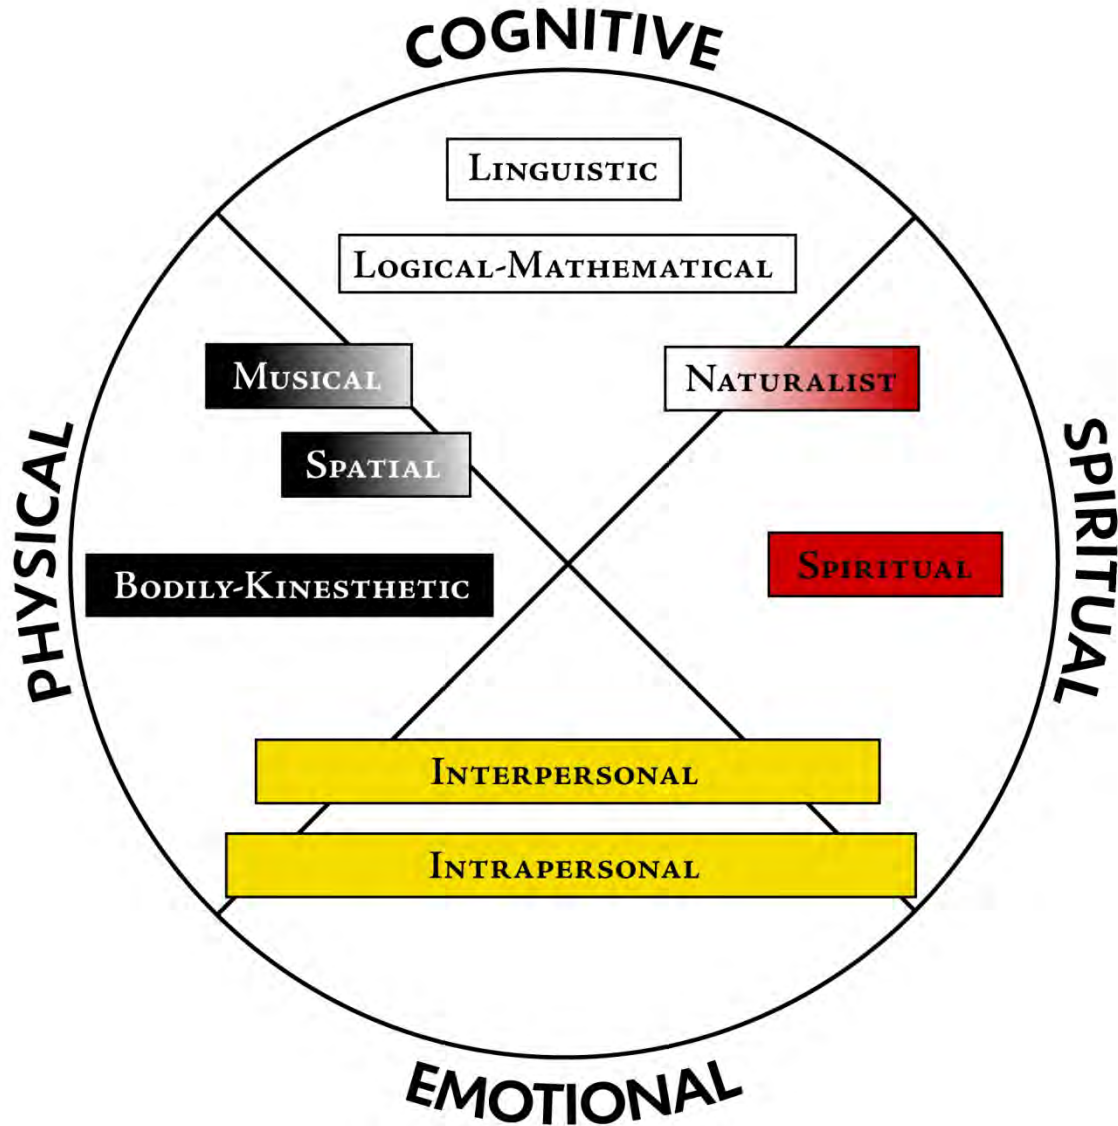 COGNITIVE
LINGUISTIC
LOGICAL-MATHEMATICAL
MUSICAL
NATURALIST
SPATIAL
PHYSICAL
SPIRITUAL
SPIRITUAL
BODILY-KINESTHETIC
INTERPERSONAL
INTRAPERSONAL
EMOTIONAL